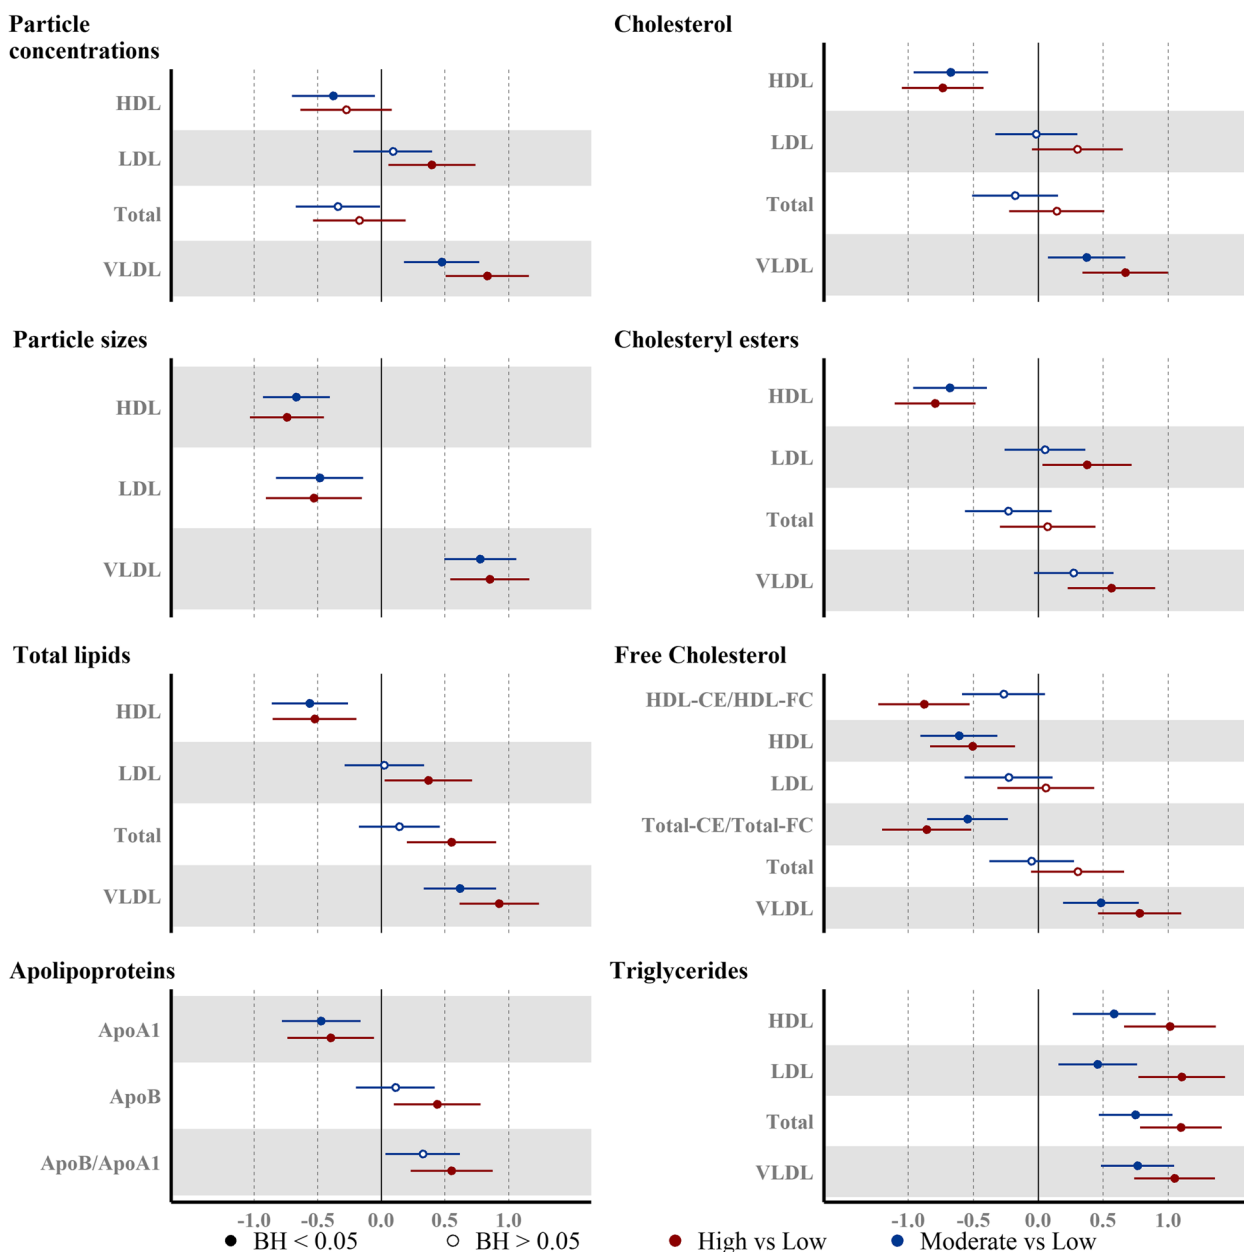 Particle
concentrations
HDL
LDL
Total
VLDL
Cholesterol
HDL
LDL
Total
VLDL
Particle sizes
HDL
LDL
VLDL
Cholesteryl esters
HDL
LDL
Total
VLDL
Total lipids
HDL
LDL
Total
VLDL
Free Cholesterol
HDL-CE/HDL-FC
HDL
LDL
Total-CE/Total-FC
Total
VLDL
Apolipoproteins
ApoA1
ApoB
ApoB/ApoA1
Triglycerides
HDL
LDL
Total
VLDL
-1.0 -0.5 0.0 0.5 1.0
-1.0 -0.5 0.0 0.5 1.0
BH < 0.05 BH > 0.05 High vs Low Moderate vs Low